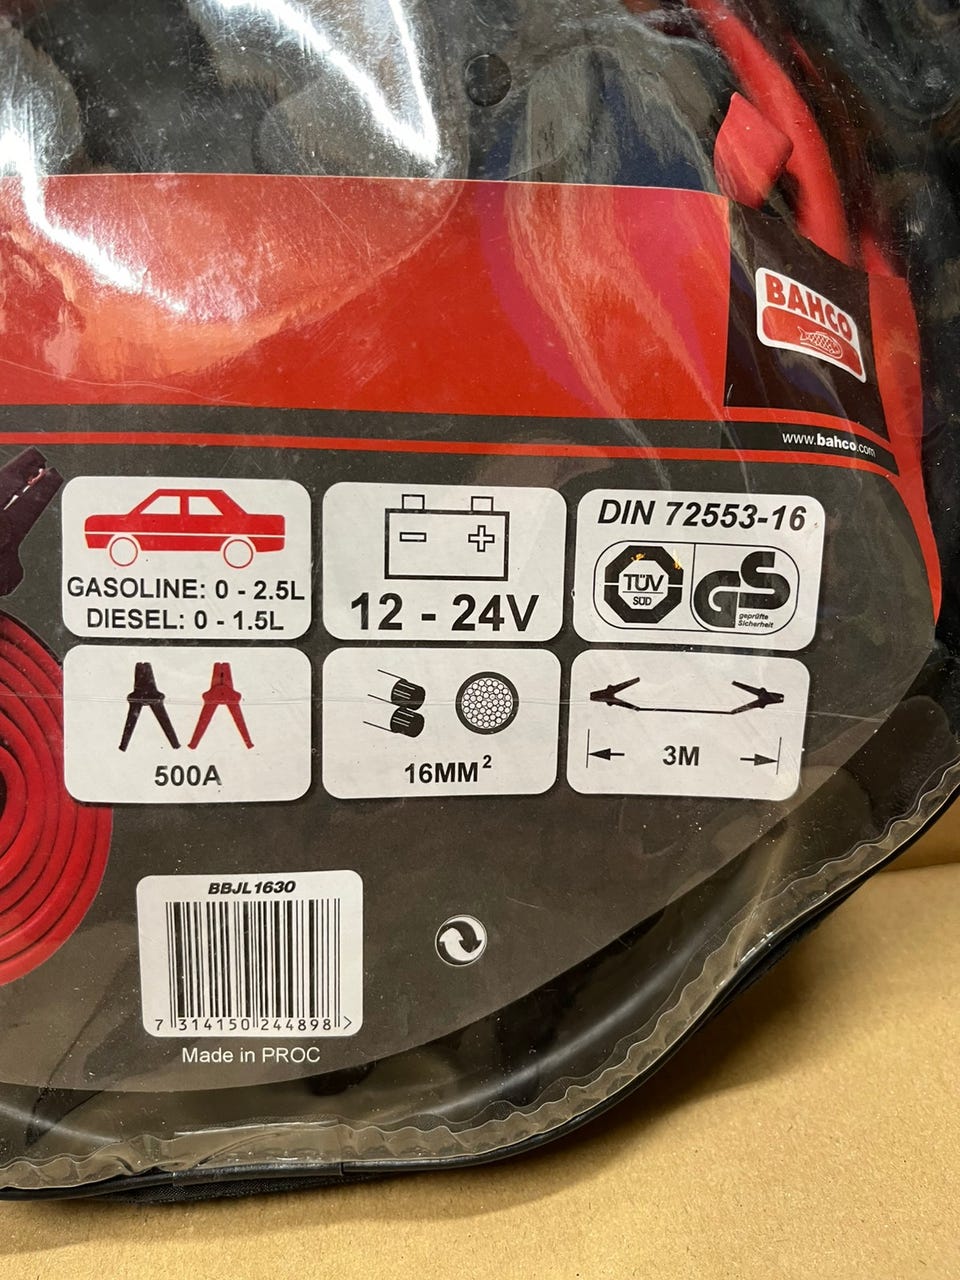 BAHCO
www.bahco.com
GASOLINE: 0 - 2.5L
DIESEL: 0 - 1.5L
- +
12 - 24V
DIN 72553-16
TÜV
SÜD
GS
geprüfte
Sicherheit
500A
16MM²
3M
BBJL1630
7 314150 244898 >
Made in PROC